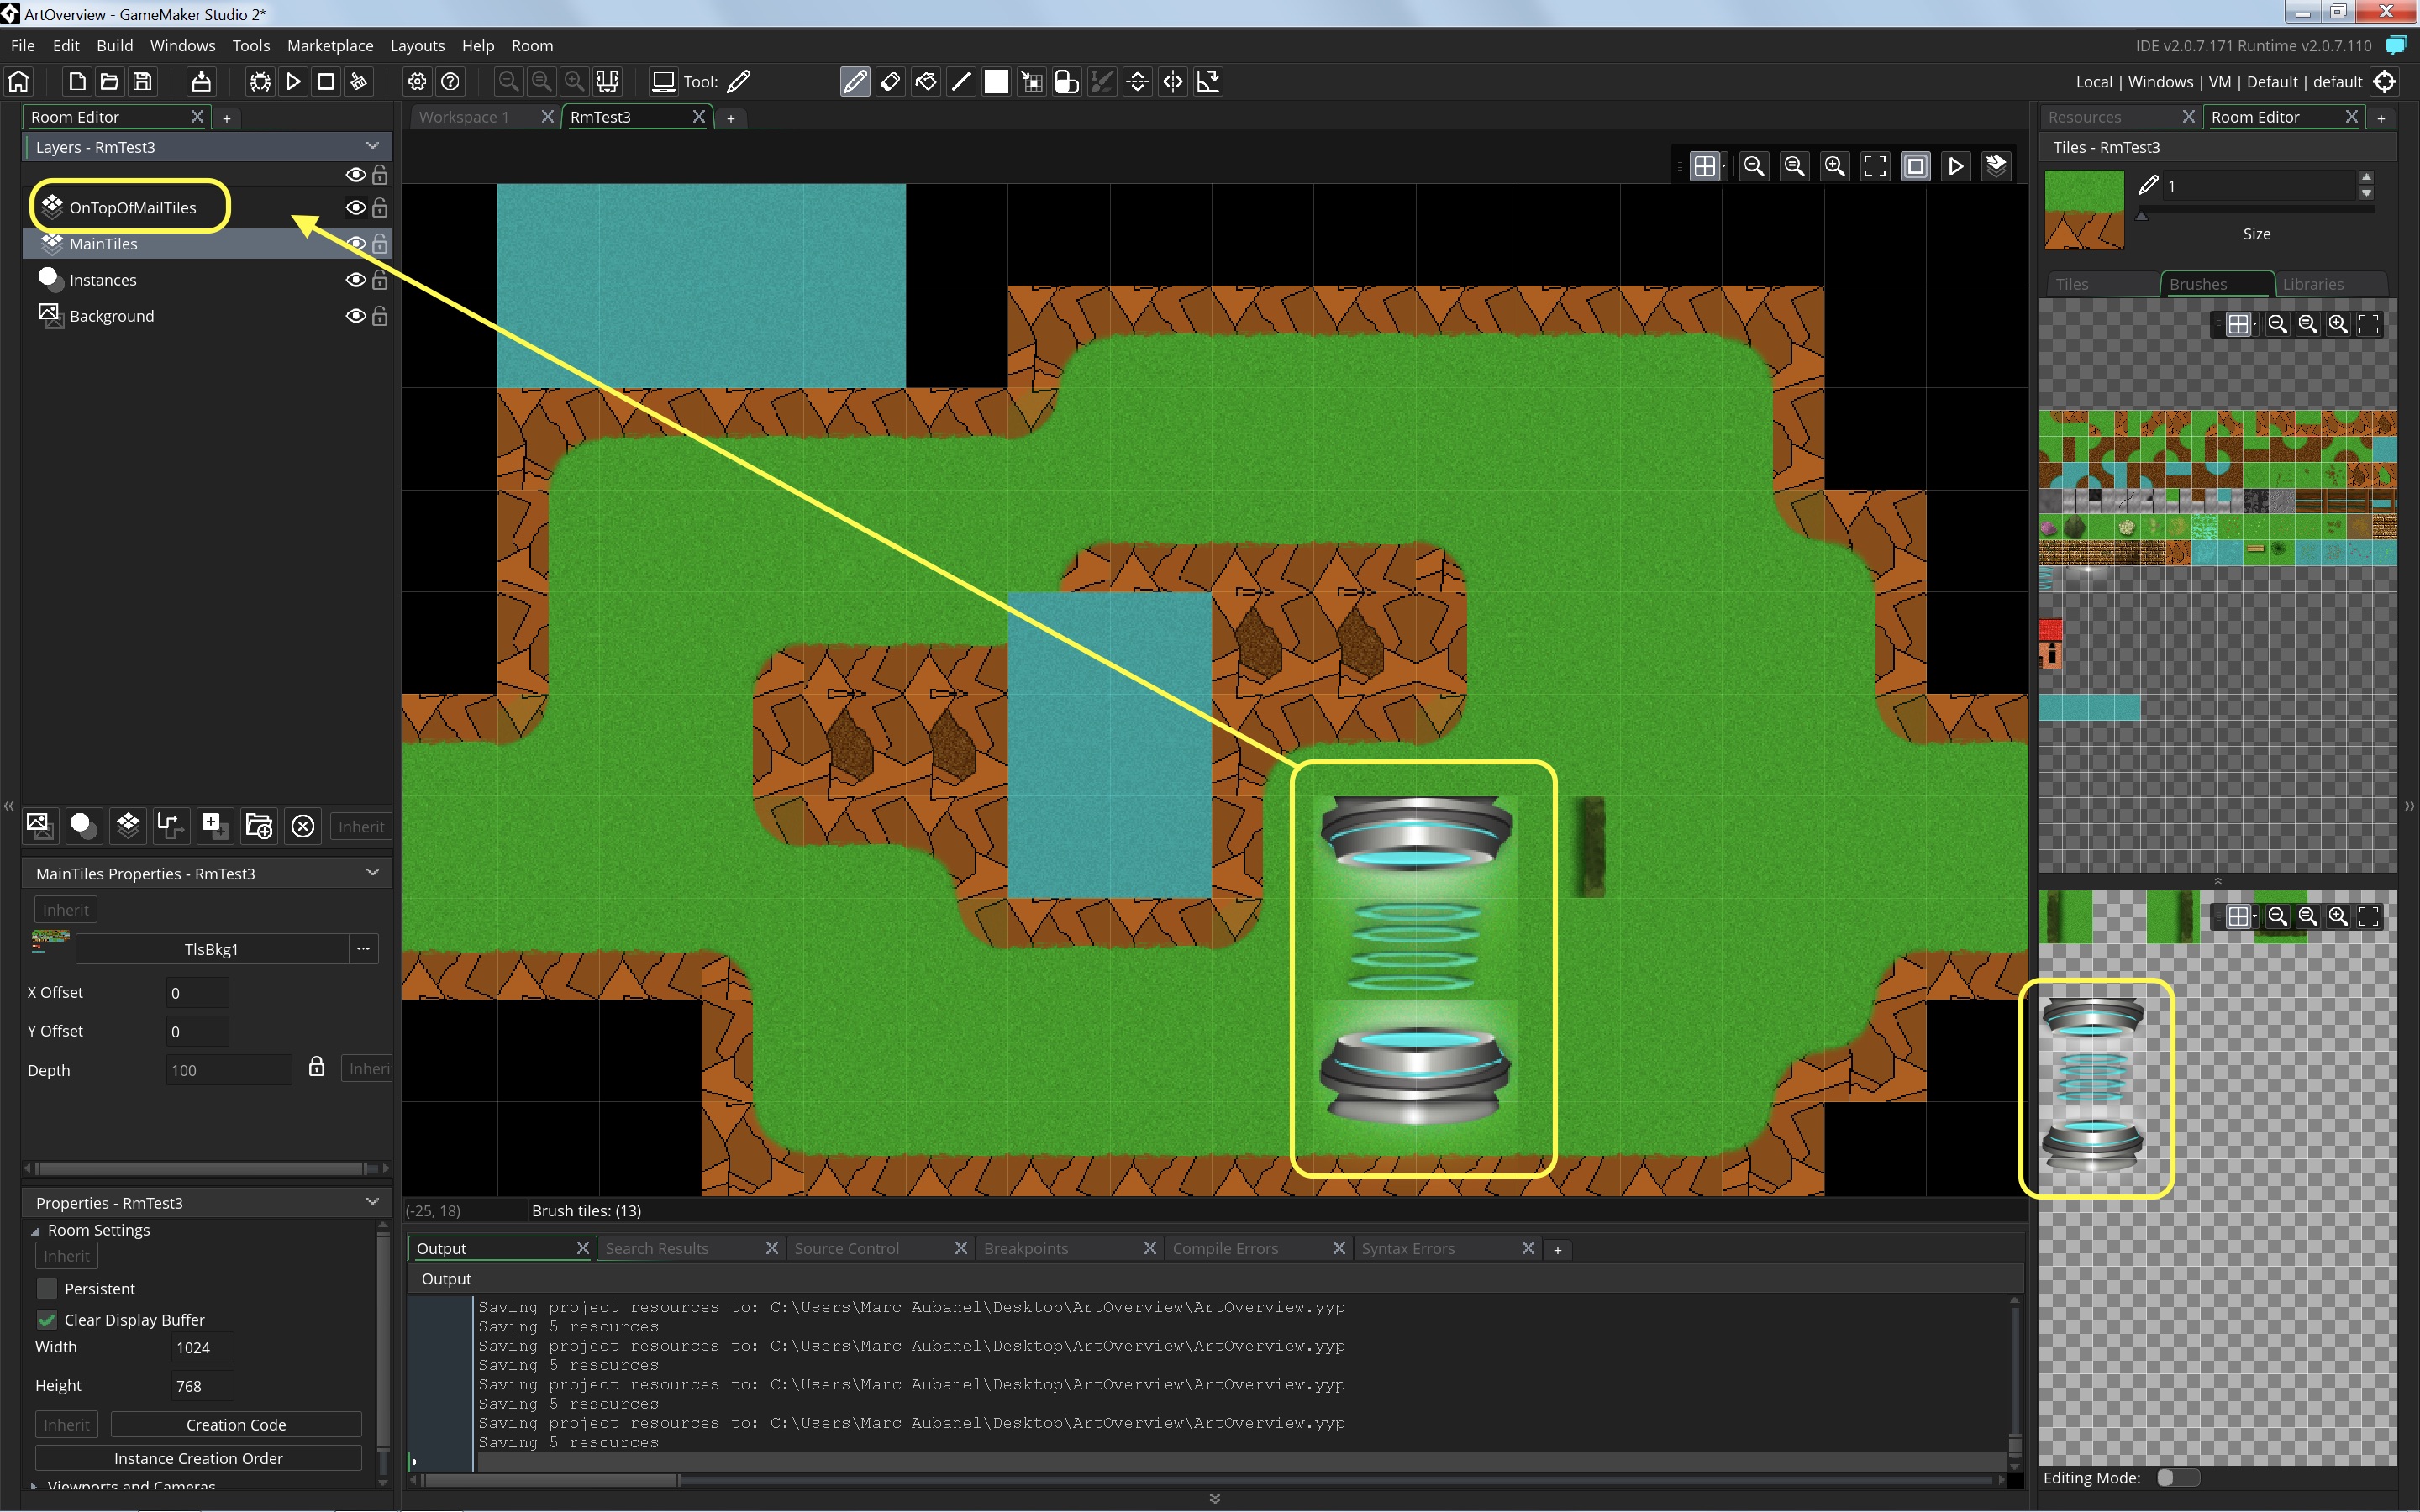 ArtOverview - GameMaker Studio 2*
File Edit Build Windows Tools Marketplace Layouts Help Room
IDE v2.0.7.171 Runtime v2.0.7.110
Tool:
Local | Windows | VM | Default | default
Room Editor
+
Workspace 1
RmTest3
+
Resources
Room Editor
+
Layers - RmTest3
OnTopOfMailTiles
MainTiles
Instances
Background
Inherit
MainTiles Properties - RmTest3
Inherit
TlsBkg1
...
X Offset 0
Y Offset 0
Depth 100
Inheri
Properties - RmTest3
Room Settings
Inherit
Persistent
Clear Display Buffer
Width 1024
Height 768
Inherit Creation Code
Instance Creation Order
Viewports and Cameras
(-25, 18) Brush tiles: (13)
Output
Search Results
Source Control
Breakpoints
Compile Errors
Syntax Errors
+
Output
Saving project resources to: C:\Users\Marc Aubanel\Desktop\ArtOverview\ArtOverview.yyp
Saving 5 resources
Saving project resources to: C:\Users\Marc Aubanel\Desktop\ArtOverview\ArtOverview.yyp
Saving 5 resources
Saving project resources to: C:\Users\Marc Aubanel\Desktop\ArtOverview\ArtOverview.yyp
Saving 5 resources
Saving project resources to: C:\Users\Marc Aubanel\Desktop\ArtOverview\ArtOverview.yyp
Saving 5 resources
Tiles - RmTest3
1
Size
Tiles
Brushes
Libraries
Editing Mode: